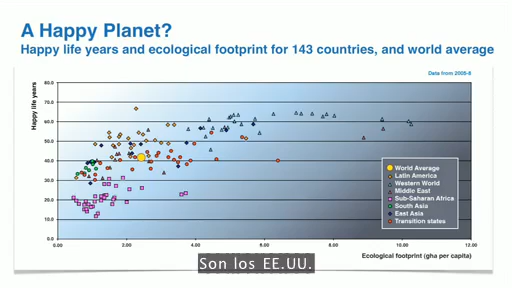 A Happy Planet?
Happy life years and ecological footprint for 143 countries, and world average
Data from 2005-6
Happy life years
80.0
70.0
60.0
50.0
40.0
30.0
20.0
10.0
0.0
0.00
2.00
4.00
6.00
8.00
10.00
12.00
World Average
Latin America
Western World
Middle East
Sub-Saharan Africa
South Asia
East Asia
Transition states
Ecological footprint (gha per capita)
Son los EE.UU.